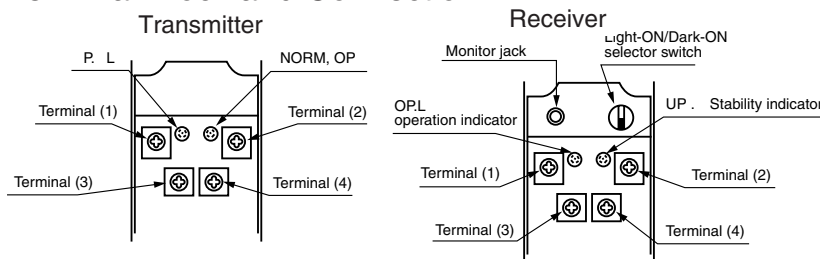 Transmitter
P. L
NORM, OP
Terminal (1)
Terminal (2)
Terminal (3)
Terminal (4)
Receiver
Monitor jack
Light-ON/Dark-ON
selector switch
OP.L
operation indicator
UP . Stability indicator
Terminal (1)
Terminal (2)
Terminal (3)
Terminal (4)